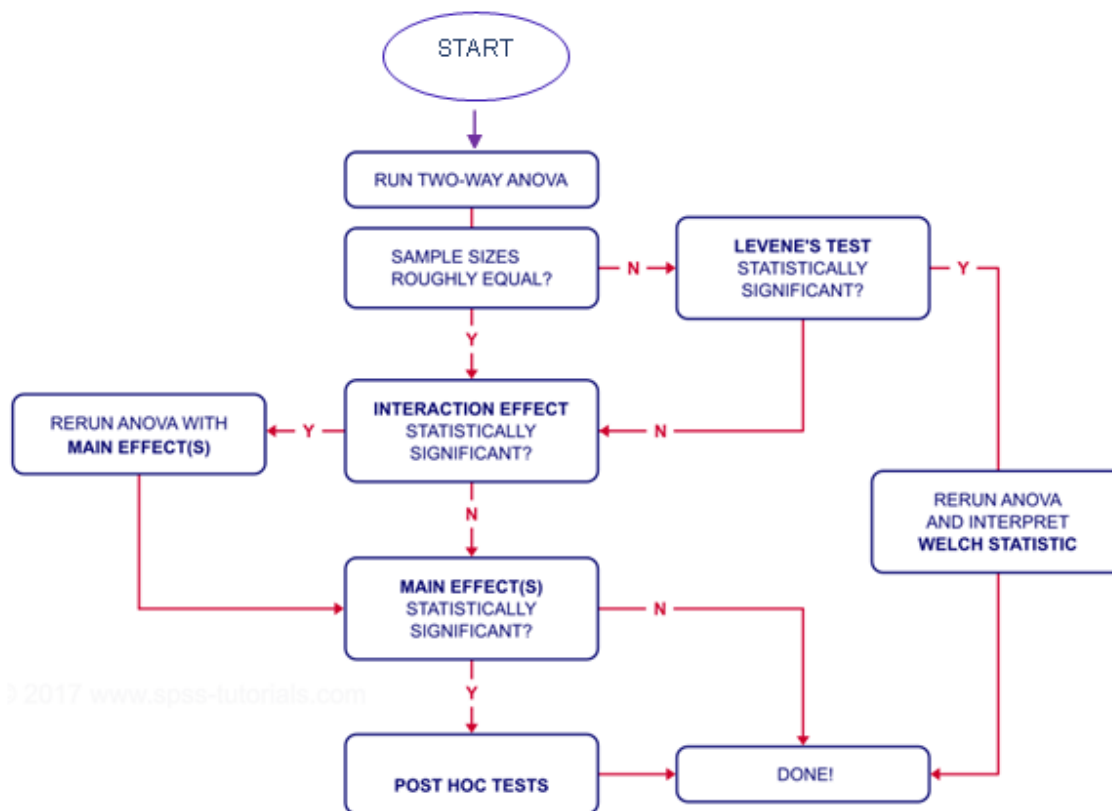 START
RUN TWO-WAY ANOVA
SAMPLE SIZES
ROUGHLY EQUAL?
N
LEVENE'S TEST
STATISTICALLY
SIGNIFICANT?
Y
Y
INTERACTION EFFECT
STATISTICALLY
SIGNIFICANT?
N
Y
RERUN ANOVA WITH
MAIN EFFECT(S)
N
RERUN ANOVA
AND INTERPRET
WELCH STATISTIC
MAIN EFFECT(S)
STATISTICALLY
SIGNIFICANT?
N
Y
© 2017 www.spss-tutorials.com
POST HOC TESTS
DONE!